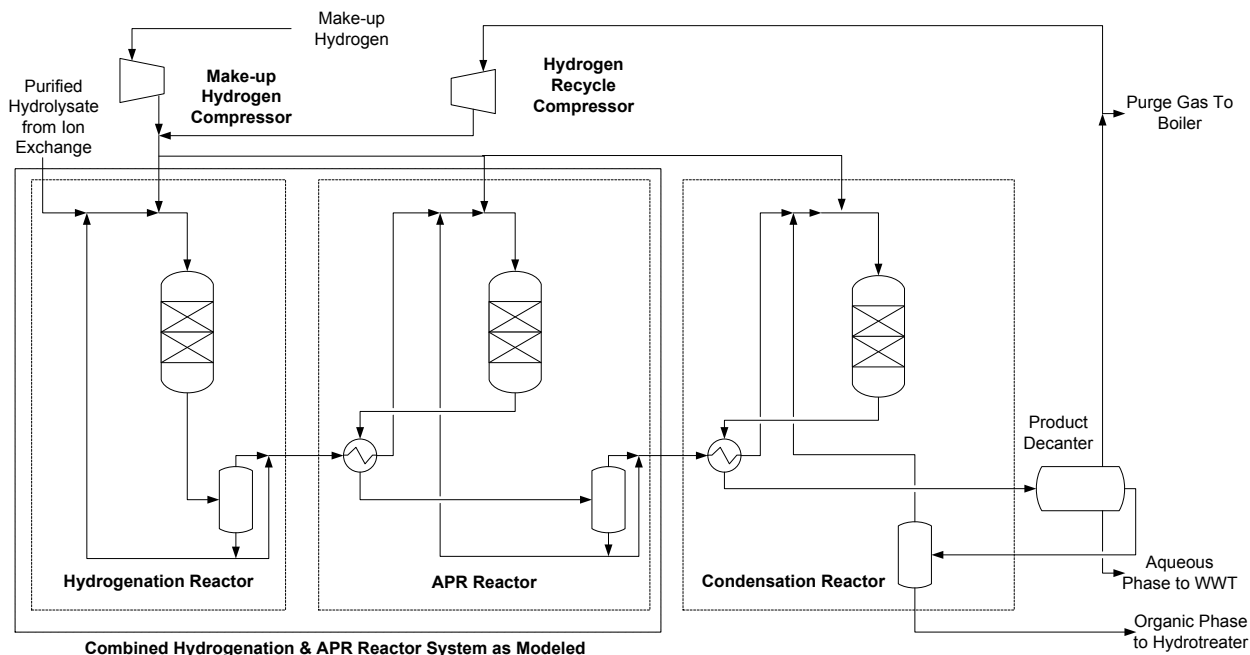 Make-up
Hydrogen
Make-up
Hydrogen
Compressor
Hydrogen
Recycle
Compressor
Purified
Hydrolysate
from Ion
Exchange
Purge Gas To
Boiler
Product
Decanter
Hydrogenation Reactor
APR Reactor
Condensation Reactor
Aqueous
Phase to WWT
Organic Phase
to Hydrotreater
Combined Hydrogenation & APR Reactor System as Modeled